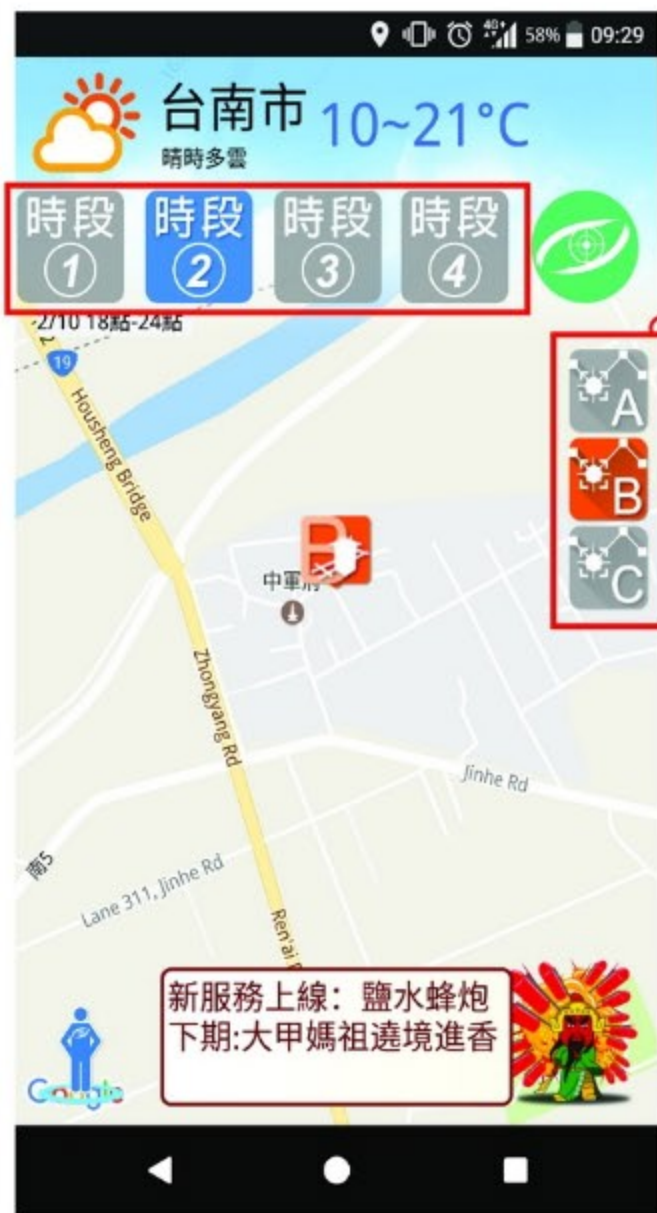 58% 09:29
台南市 10~21°C
晴時多雲
時段 時段 時段 時段
1 2 3 4
2/10 18點-24點
19
Housheng Bridge
A
B
C
B
中軍府
Zhongyang Rd
Jinhe Rd
南5
Lane 311, Jinhe Rd
Ren'ai
新服務上線：鹽水蜂炮
下期:大甲媽祖遶境進香
Google